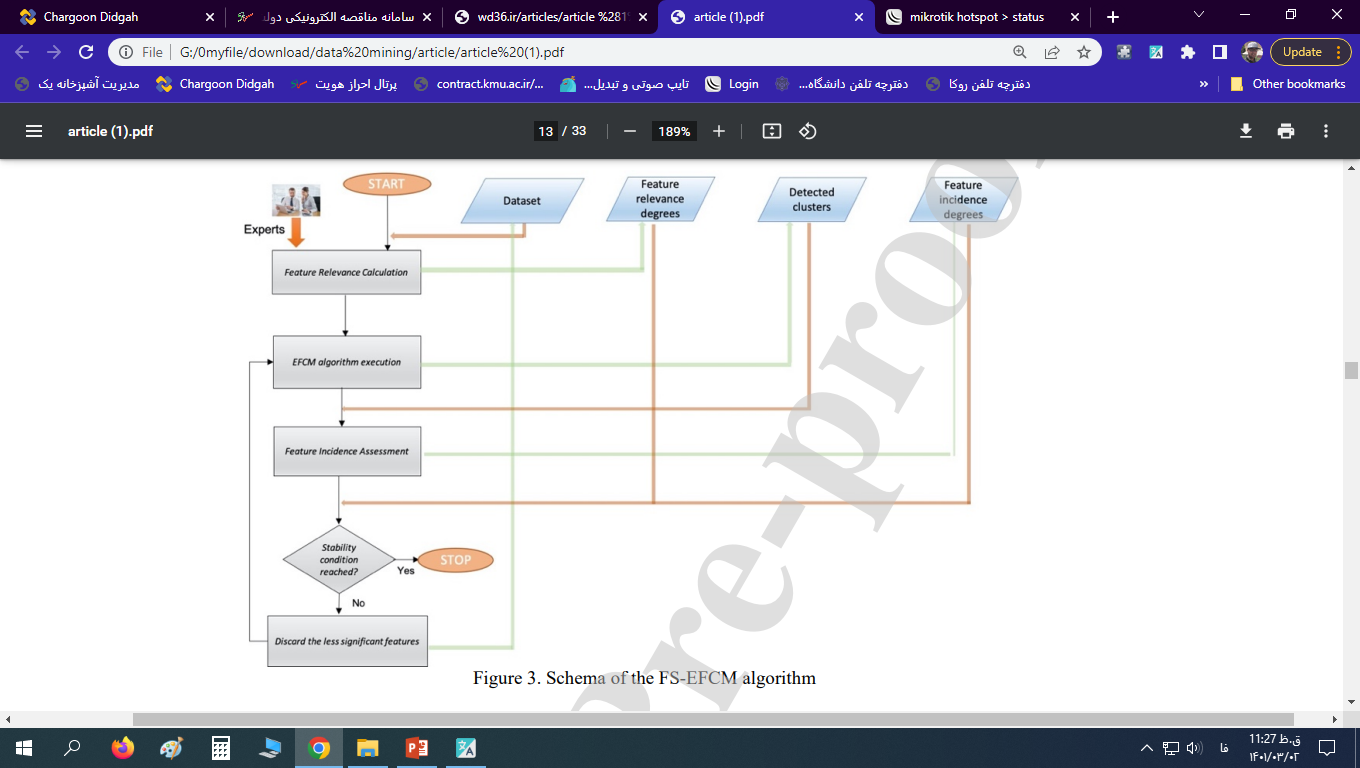 Chargoon Didgah
سامانه مناقصه الکترونیکی دول
wd36.ir/articles/article %281
article (1).pdf
mikrotik hotspot > status
File
G:/0myfile/download/data%20mining/article/article%20(1).pdf
Update
مدیریت آشپزخانه یک
Chargoon Didgah
پرتال احراز هویت
contract.kmu.ac.ir/...
تایپ صوتی و تبدیل...
Login
دفترچه تلفن دانشگاه...
دفترچه تلفن روکا
»
Other bookmarks
article (1).pdf
13 / 33
189%
START
Dataset
Feature
relevance
degrees
Detected
clusters
Feature
incidence
degrees
Experts
Feature Relevance Calculation
EFCM algorithm execution
Feature Incidence Assessment
Stability
condition
reached?
Yes
STOP
No
Discard the less significant features
Figure 3. Schema of the FS-EFCM algorithm
re-proo
فا
11:27 ق.ظ
۱۴۰۱/۰۳/۰۲